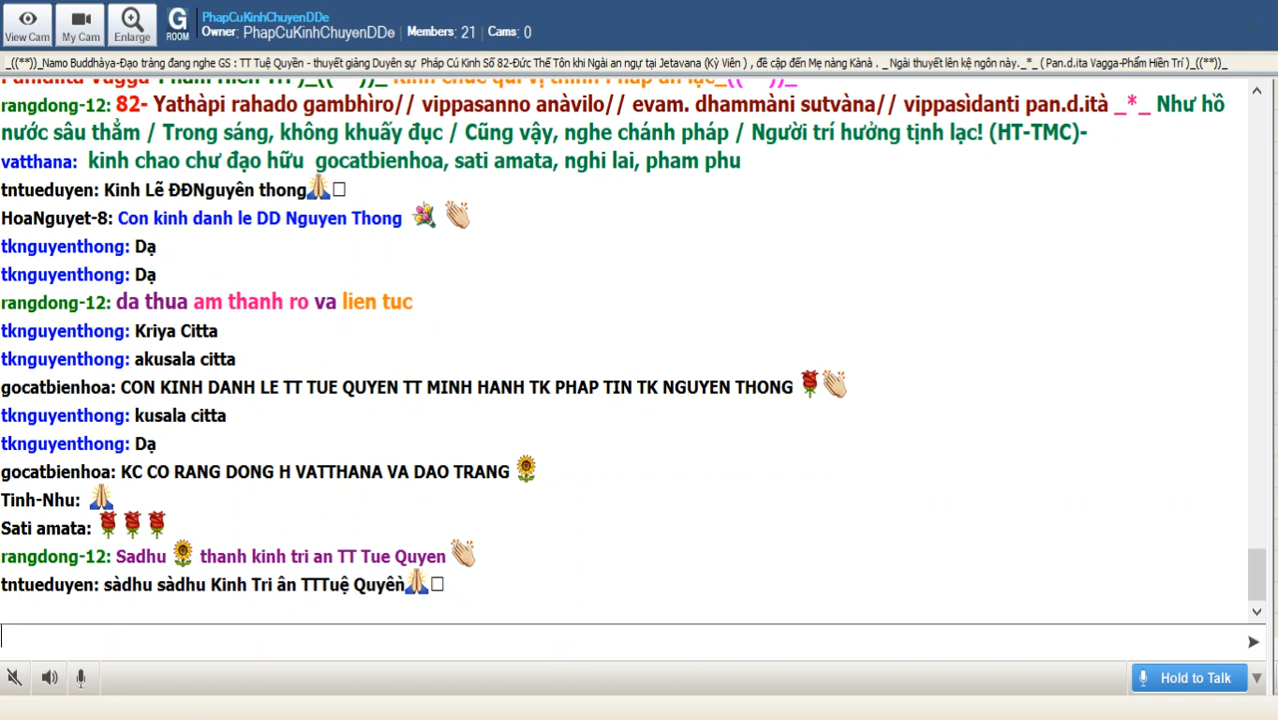 PhapCuKinhChuyenDDe
Owner: PhapCuKinhChuyenDDe Members: 21 Cams: 0
View Cam
My Cam
Enlarge
G
ROOM
_((**))_Namo Buddhàya-Đạo tràng đang nghe GS : TT Tuệ Quyền - thuyết giảng Duyên sự Pháp Cú Kinh Số 82-Đức Thế Tôn khi Ngài an ngự tại Jetavana (Kỳ Viên ) , đề cập đến Mẹ nàng Kànà . _ Ngài thuyết lên kệ ngôn này._*_ ( Pan.d.ita Vagga-Phẩm Hiền Trí )_((**))_
rangdong-12: 82- Yathàpi rahado gambhìro// vippasanno anàvilo// evam. dhammàni sutvàna// vippasìdanti pan.d.ità _*_ Như hồ
nước sâu thẳm / Trong sáng, không khuấy đục / Cũng vậy, nghe chánh pháp / Người trí hưởng tịnh lạc! (HT-TMC)-
vatthana: kinh chao chư đạo hữu gocatbienhoa, sati amata, nghi lai, pham phu
tntueduyen: Kinh Lẽ ĐĐNguyên thong🙏
HoaNguyet-8: Con kinh danh le DD Nguyen Thong 💐 👏
tknguyenthong: Dạ
tknguyenthong: Dạ
rangdong-12: da thua am thanh ro va lien tuc
tknguyenthong: Kriya Citta
tknguyenthong: akusala citta
gocatbienhoa: CON KINH DANH LE TT TUE QUYEN TT MINH HANH TK PHAP TIN TK NGUYEN THONG 🌹👏
tknguyenthong: kusala citta
tknguyenthong: Dạ
gocatbienhoa: KC CO RANG DONG H VATTHANA VA DAO TRANG 🌻
Tinh-Nhu: 🙏
Sati amata: 🌹🌹🌹
rangdong-12: Sadhu 🌻 thanh kinh tri an TT Tue Quyen 👏
tntueduyen: sàdhu sàdhu Kinh Tri ân TTTuệ Quyềǹ🙏
Hold to Talk